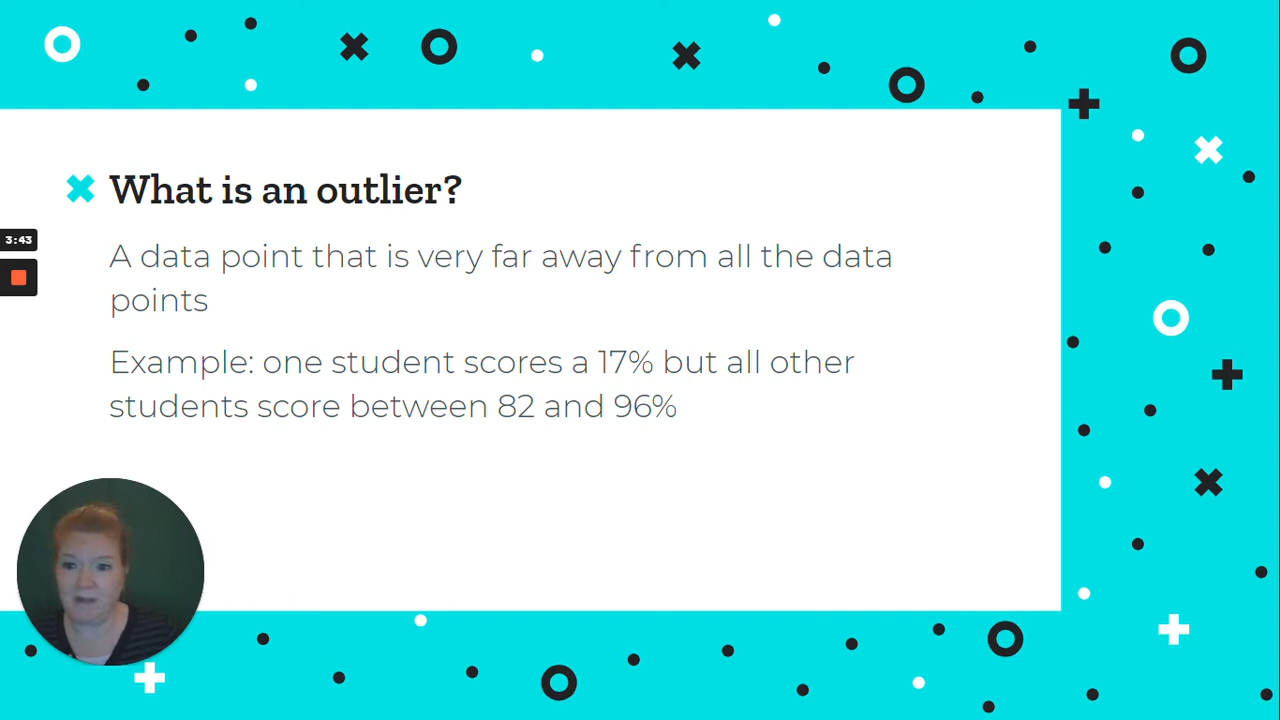 What is an outlier?
3:43
A data point that is very far away from all the data
points
Example: one student scores a 17% but all other
students score between 82 and 96%